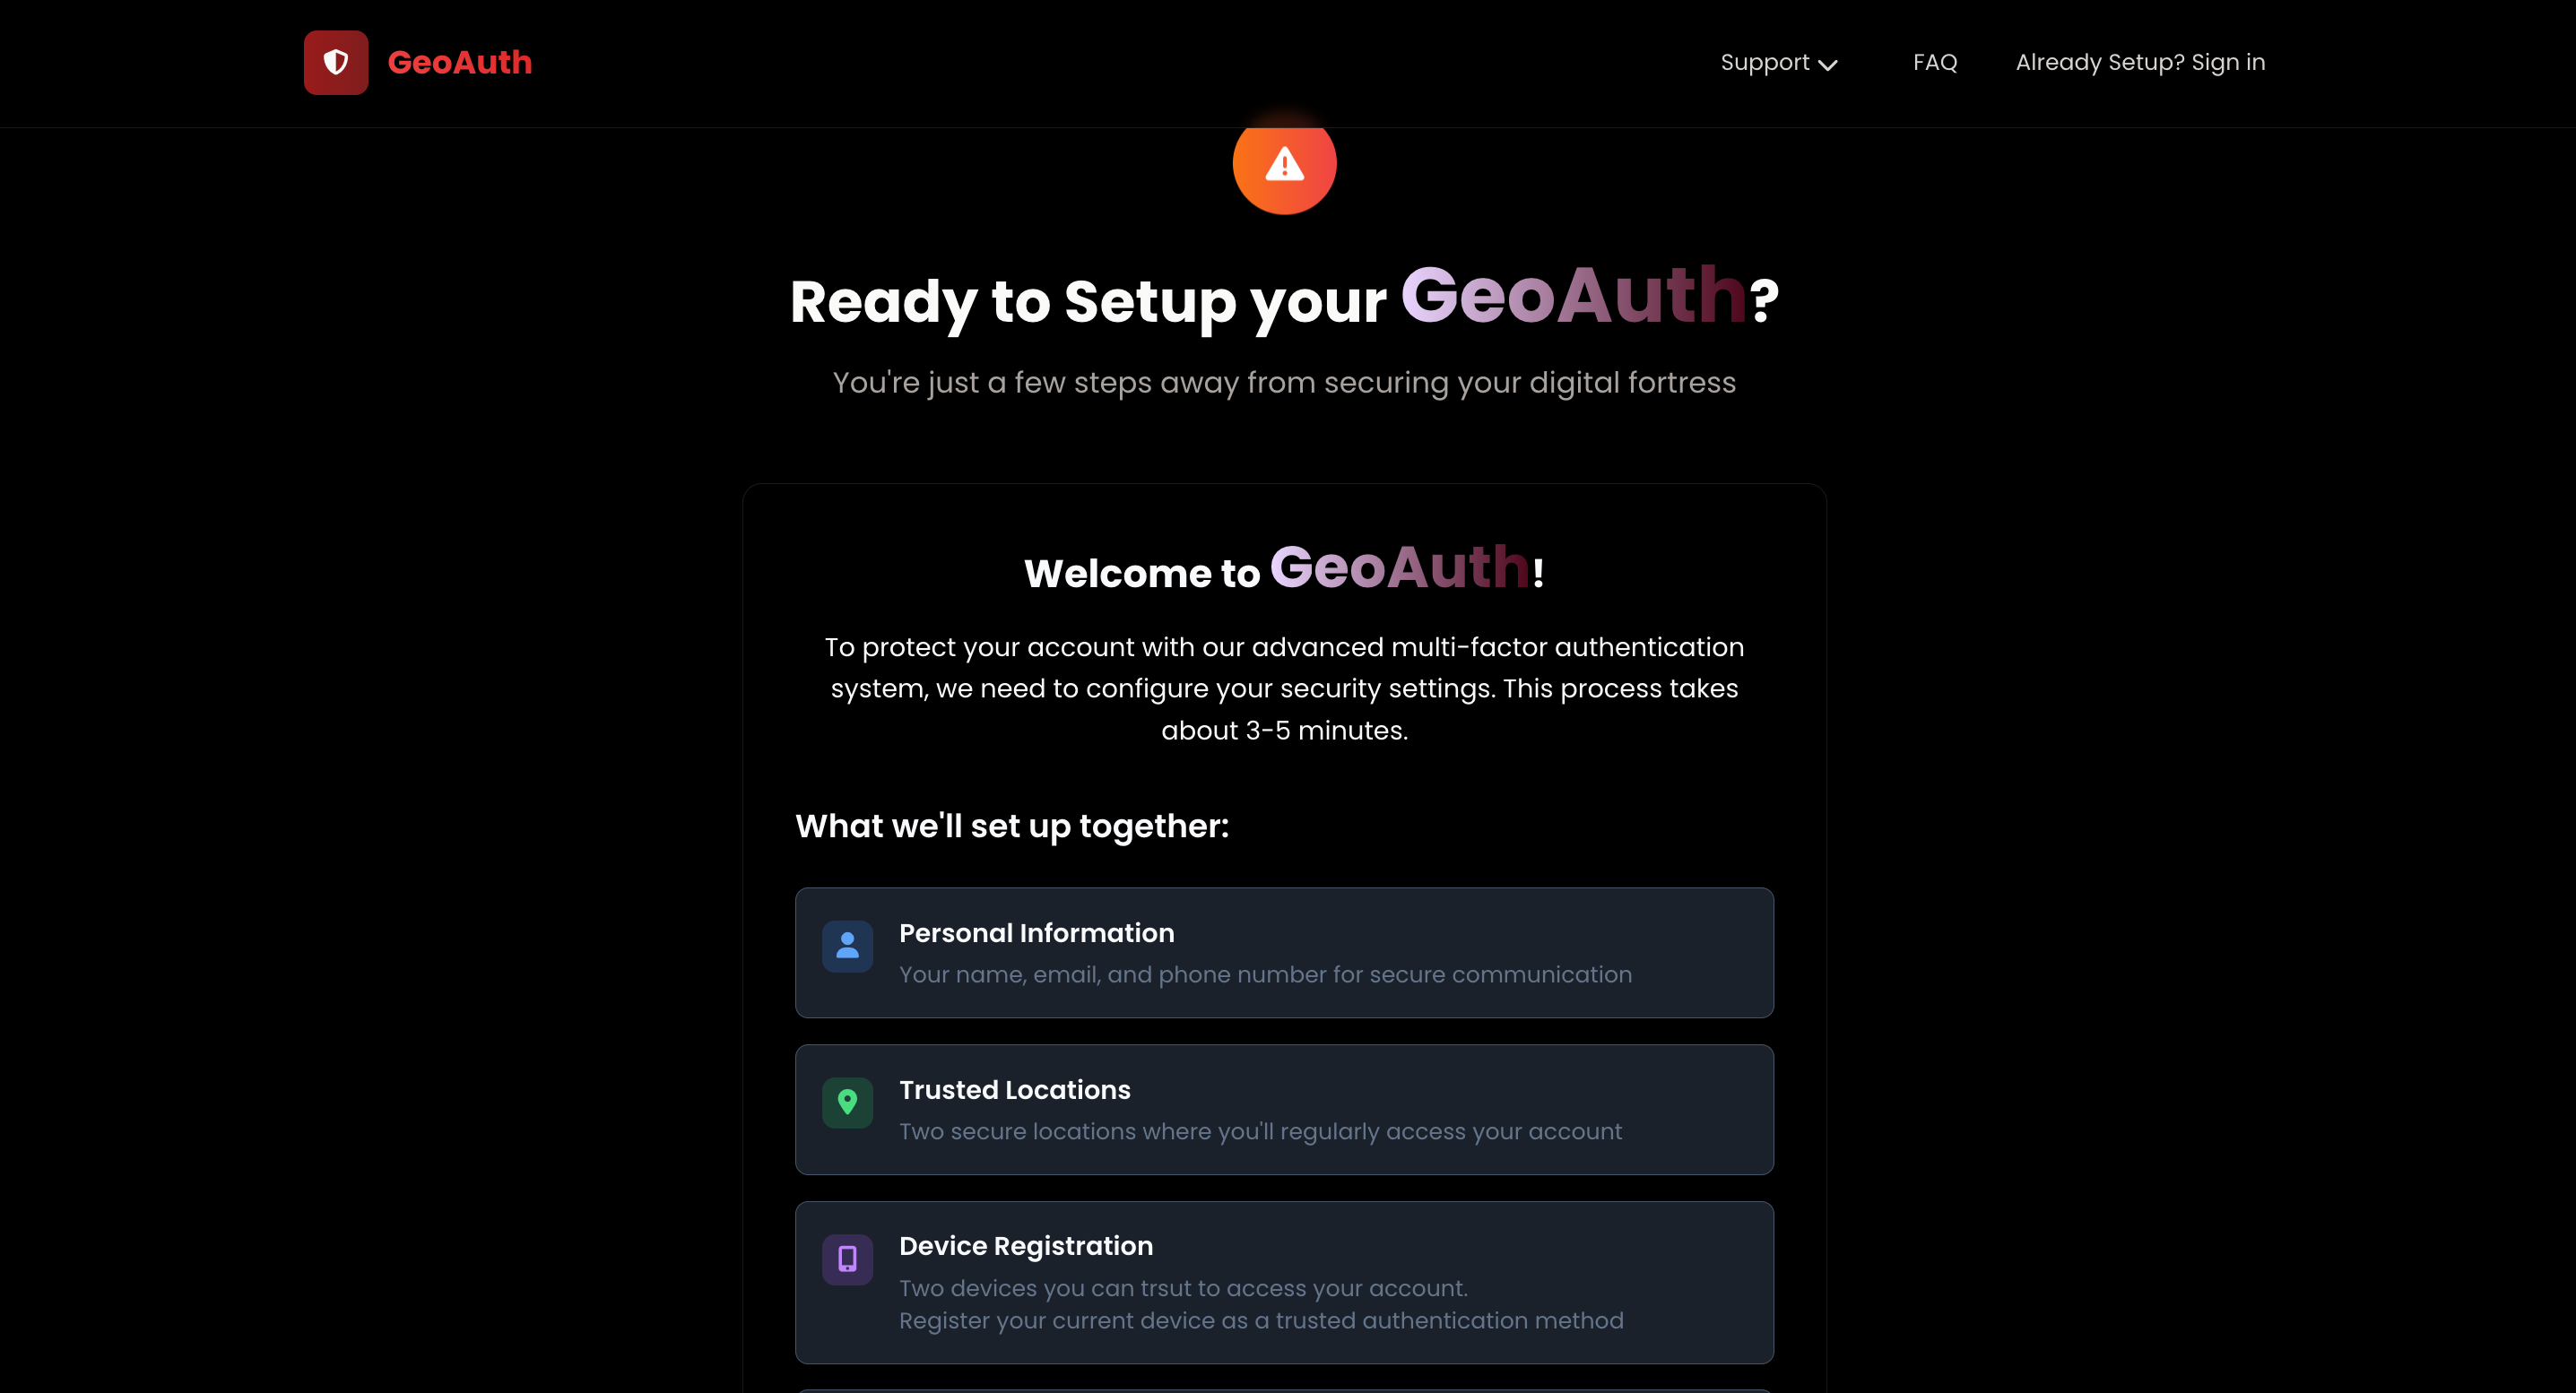 GeoAuth
Support
FAQ
Already Setup? Sign in
Ready to Setup your GeoAuth?
You're just a few steps away from securing your digital fortress
Welcome to GeoAuth!
To protect your account with our advanced multi-factor authentication
system, we need to configure your security settings. This process takes
about 3-5 minutes.
What we'll set up together:
Personal Information
Your name, email, and phone number for secure communication
Trusted Locations
Two secure locations where you'll regularly access your account
Device Registration
Two devices you can trsut to access your account.
Register your current device as a trusted authentication method